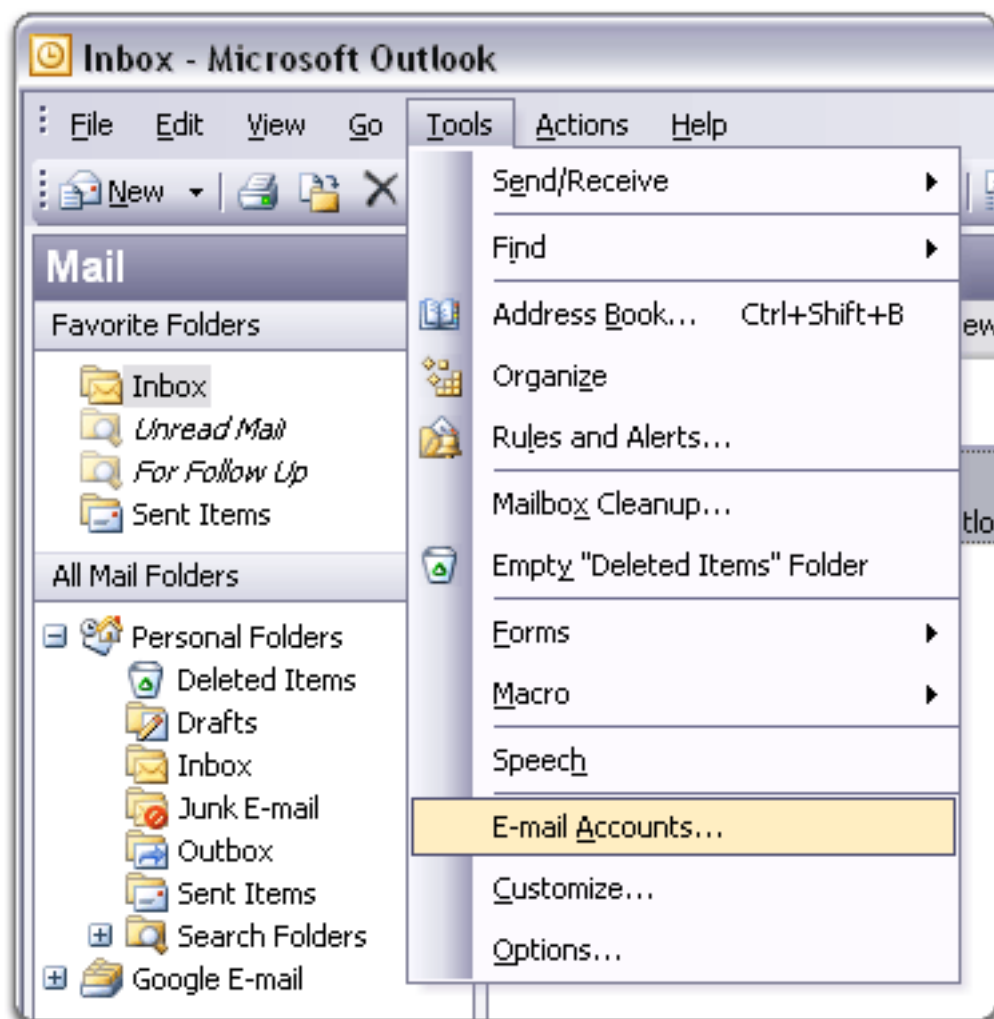 Inbox - Microsoft Outlook
File Edit View Go Tools Actions Help
New
Mail
Favorite Folders
Inbox
Unread Mail
For Follow Up
Sent Items
All Mail Folders
Personal Folders
Deleted Items
Drafts
Inbox
Junk E-mail
Outbox
Sent Items
Search Folders
Google E-mail
Send/Receive
Find
Address Book... Ctrl+Shift+B
Organize
Rules and Alerts...
Mailbox Cleanup...
Empty "Deleted Items" Folder
Forms
Macro
Speech
E-mail Accounts...
Customize...
Options...